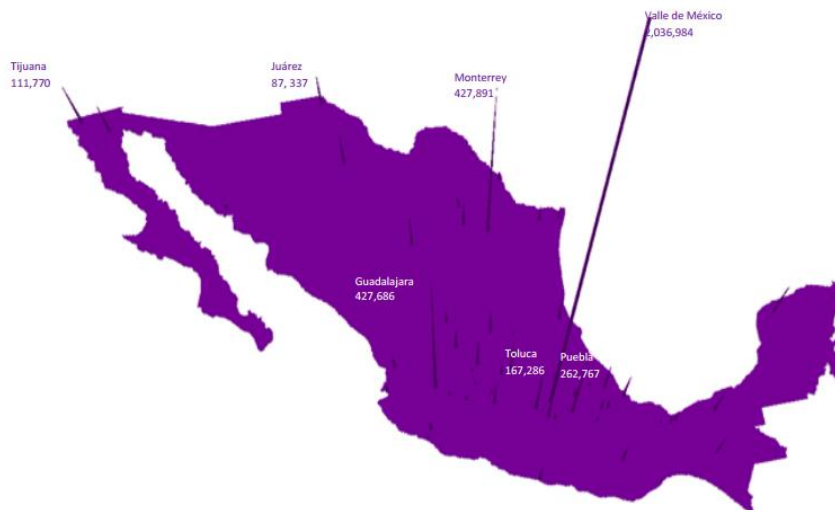 Valle de México
2,036,984
Tijuana
111,770
Juárez
87, 337
Monterrey
427,891
Guadalajara
427,686
Toluca
167,286
Puebla
262,767